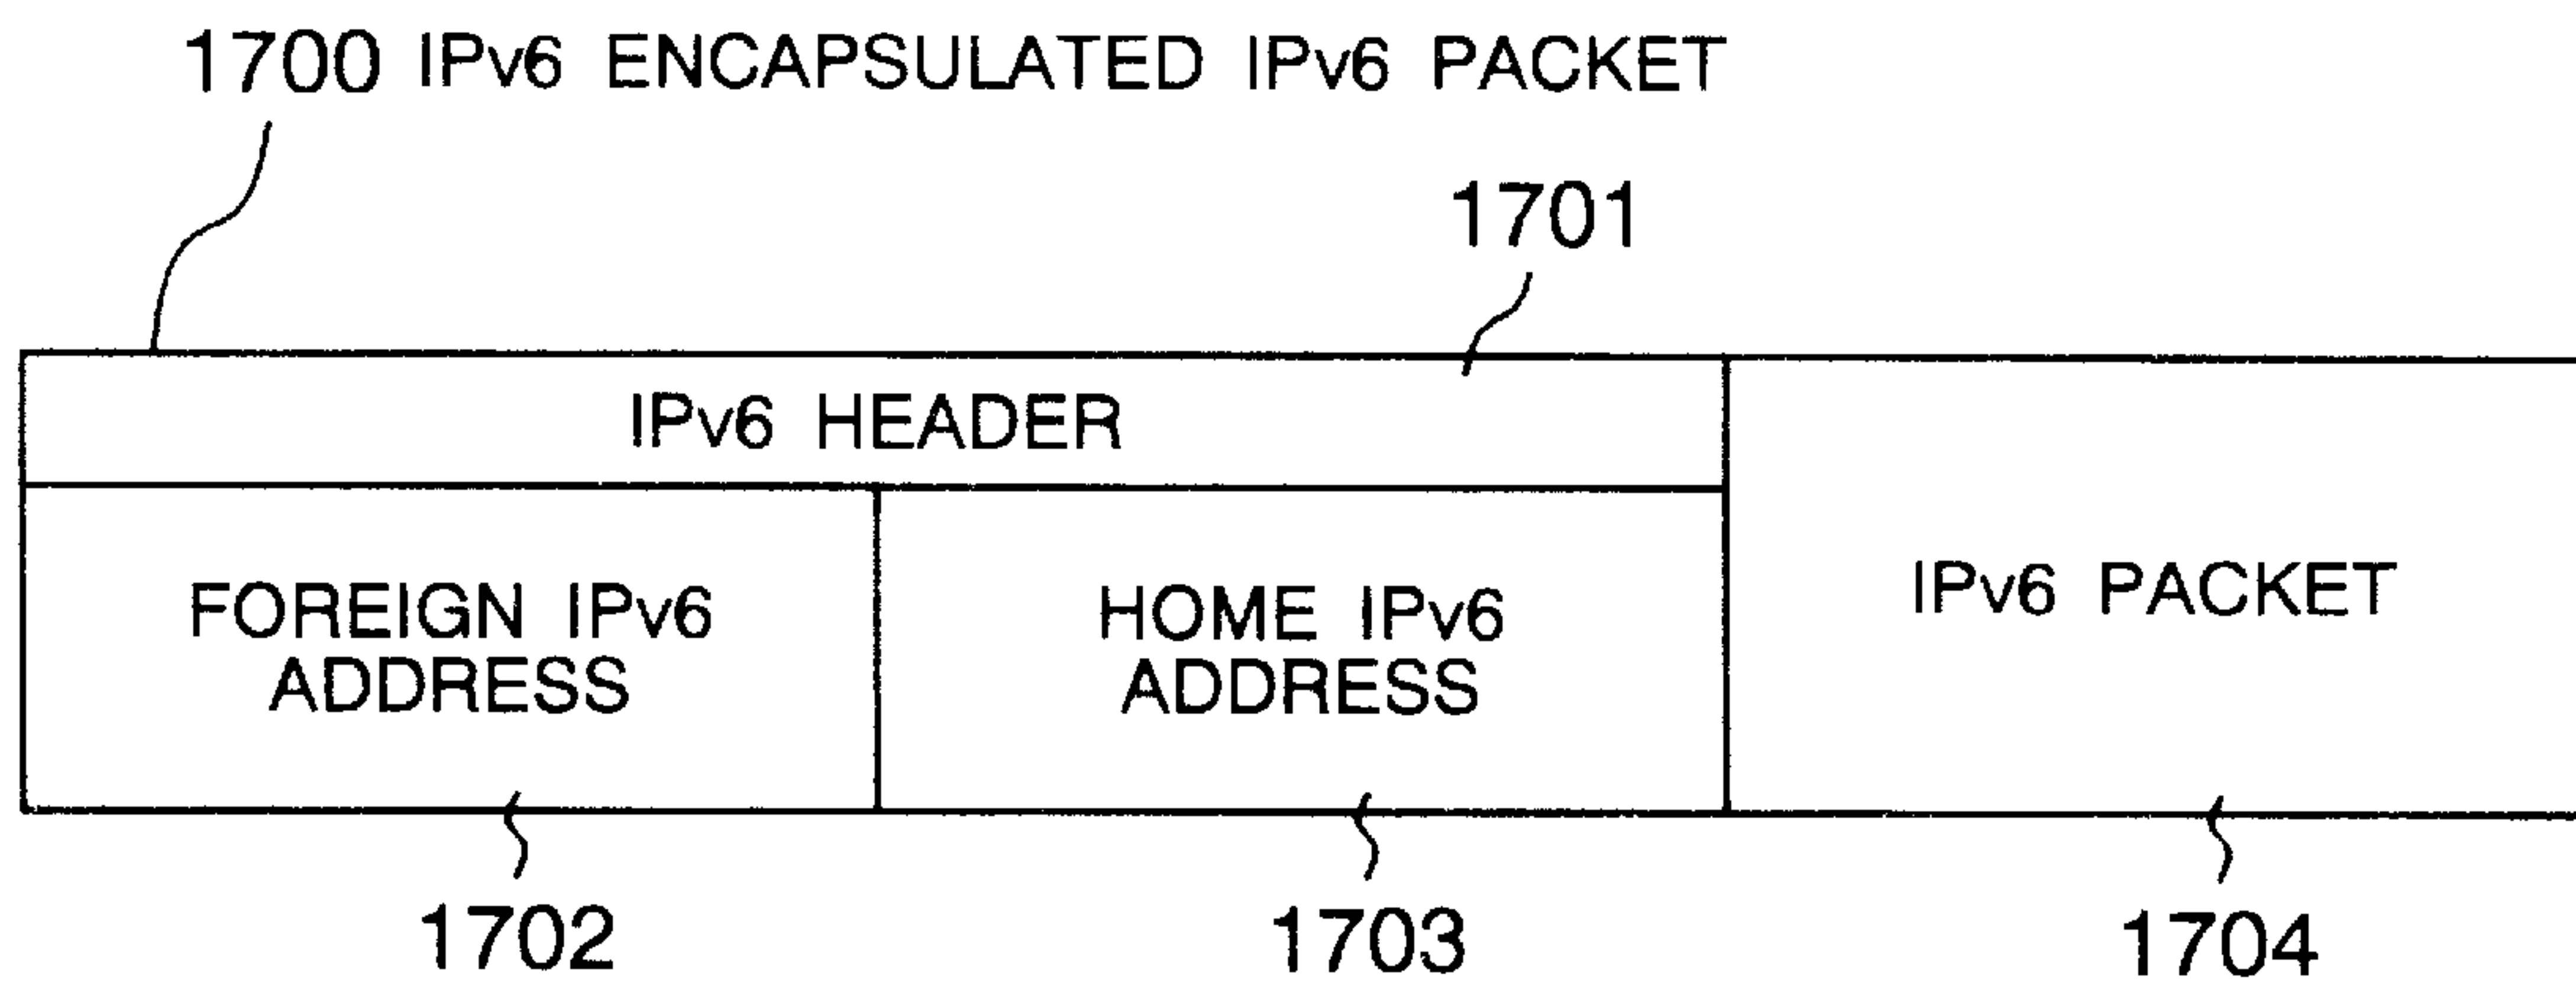 1700 IPv6 ENCAPSULATED IPv6 PACKET
1701
IPv6 HEADER
FOREIGN IPv6
ADDRESS
HOME IPv6
ADDRESS
IPv6 PACKET
1702
1703
1704